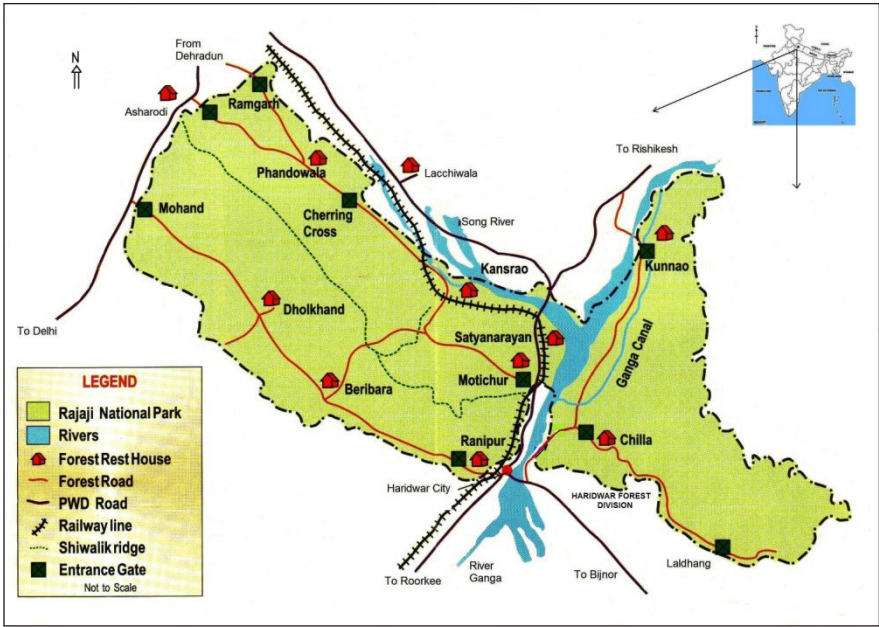 N
From
Dehradun
Asharodi
Ramgarh
Phandowala
Lacchiwala
To Rishikesh
Mohand
Cherring
Cross
Song River
Kansrao
Kunnao
To Delhi
Dholkhand
Satyanarayan
Ganga Canal
Beribara
Motichur
Ranipur
Chilla
Haridwar City
HARIDWAR FOREST
DIVISION
To Roorkee
River
Ganga
To Bijnor
Laldhang
LEGEND
Rajaji National Park
Rivers
Forest Rest House
Forest Road
PWD Road
Railway line
Shiwalik ridge
Entrance Gate
Not to Scale